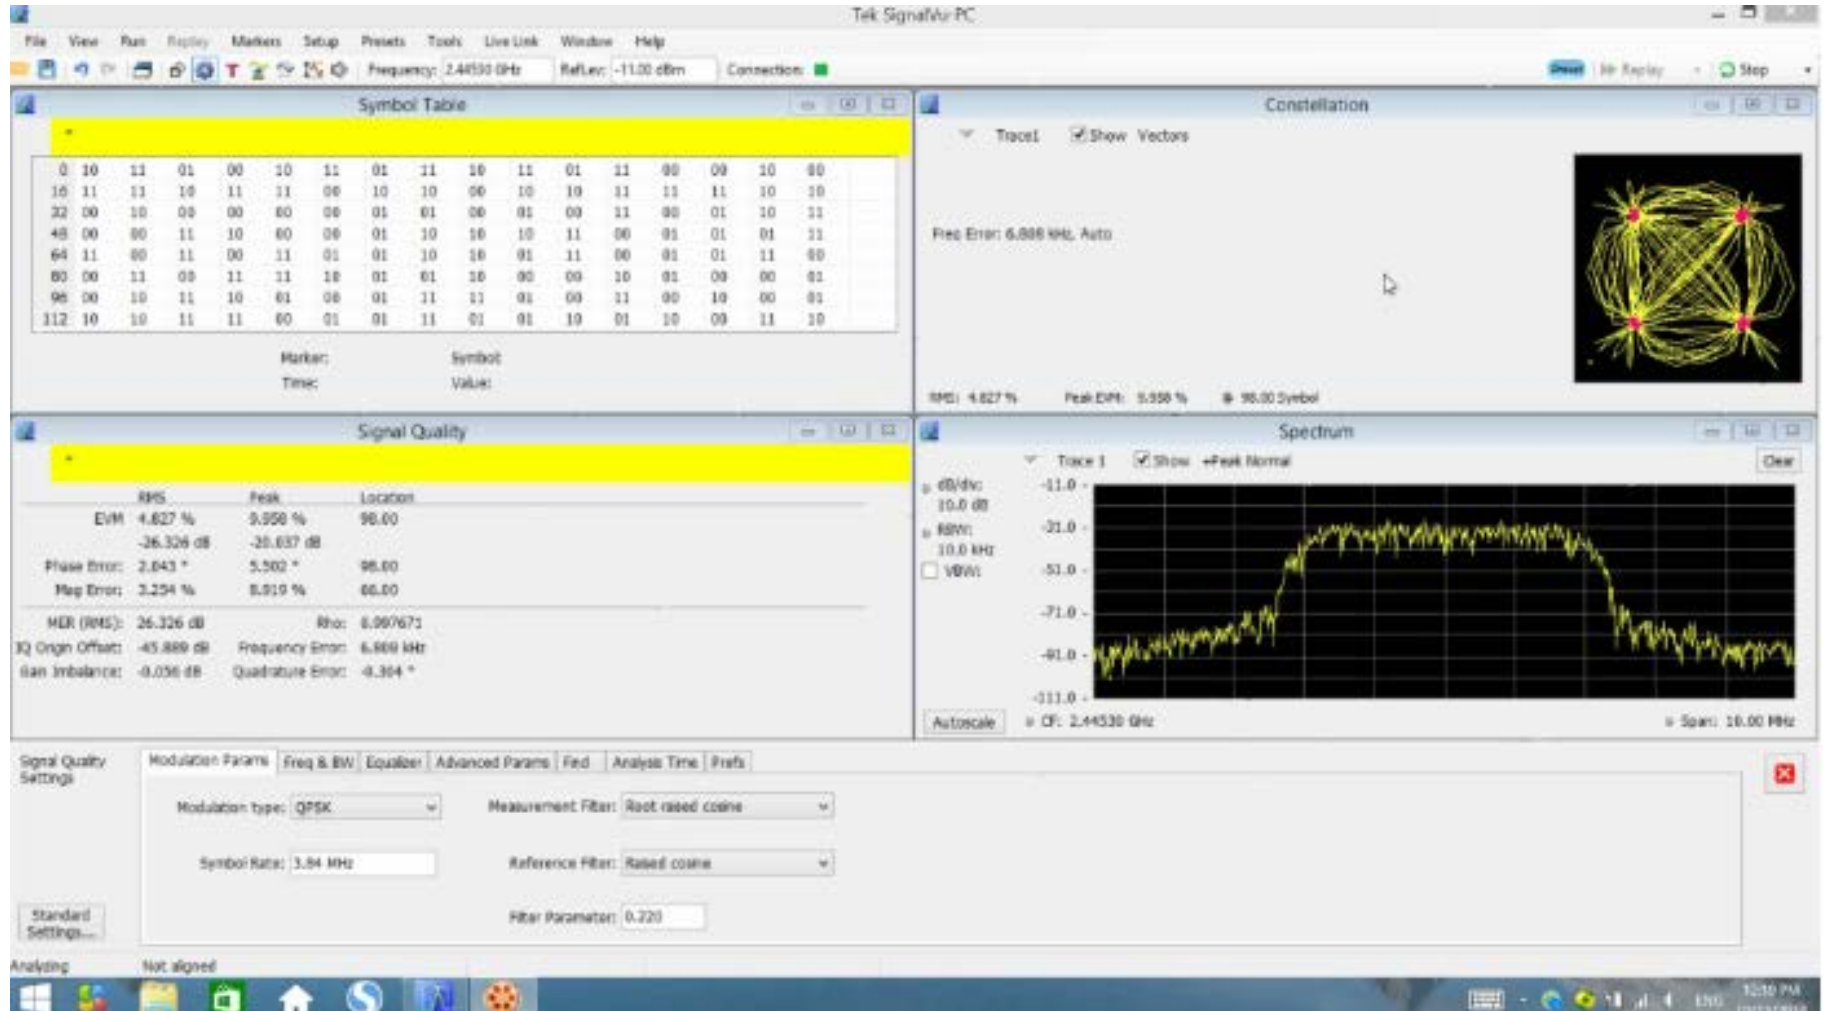 Tek SignalVu-PC
File View Run Replay Markers Setup Presets Tools Live Link Window Help
Frequency: 2.44530 GHz RefLev: -11.00 dBm Connection: Preset Replay Stop
Symbol Table
0 10 11 01 00 10 11 01 11 10 11 01 11 00 00 10 00
16 11 11 10 11 11 00 10 10 00 10 10 11 11 11 10 10
32 00 10 00 00 00 00 01 01 00 01 00 11 00 01 10 11
48 00 00 11 10 00 00 01 10 10 10 11 00 01 01 01 11
64 11 00 11 00 11 01 01 10 10 01 11 00 01 01 11 00
80 00 11 00 11 11 10 01 01 10 00 00 10 01 00 00 01
96 00 10 11 10 01 00 01 11 11 01 00 11 00 10 00 01
112 10 10 11 11 00 01 01 11 01 01 10 01 10 00 11 10
Marker: Symbol:
Time: Value:
Constellation
Trace1 Show Vectors
Freq Error: 6.808 kHz, Auto
RMS: 4.827 % Peak EVM: 9.958 % @ 98.00 Symbol
Signal Quality
RMS Peak Location
EVM 4.827 % 9.958 % 98.00
-26.326 dB -20.037 dB
Phase Error: 2.043 ° 5.502 ° 98.00
Mag Error: 3.254 % 8.919 % 66.00
MER (RMS): 26.326 dB Rho: 0.997671
IQ Origin Offset: -45.889 dB Frequency Error: 6.808 kHz
Gain Imbalance: -0.056 dB Quadrature Error: -0.304 °
Spectrum
Trace 1 Show +Peak Normal Clear
dB/div:
10.0 dB
RBW:
10.0 kHz
VBW:
-11.0
-31.0
-51.0
-71.0
-91.0
-111.0
Autoscale CF: 2.44530 GHz Span: 10.00 MHz
Signal Quality
Settings
Modulation Params Freq & BW Equalizer Advanced Params Find Analysis Time Prefs
Modulation type: QPSK Measurement Filter: Root raised cosine
Symbol Rate: 3.84 MHz Reference Filter: Raised cosine
Filter Parameter: 0.220
Standard
Settings...
Analyzing Not aligned
ENG 12:10 PM